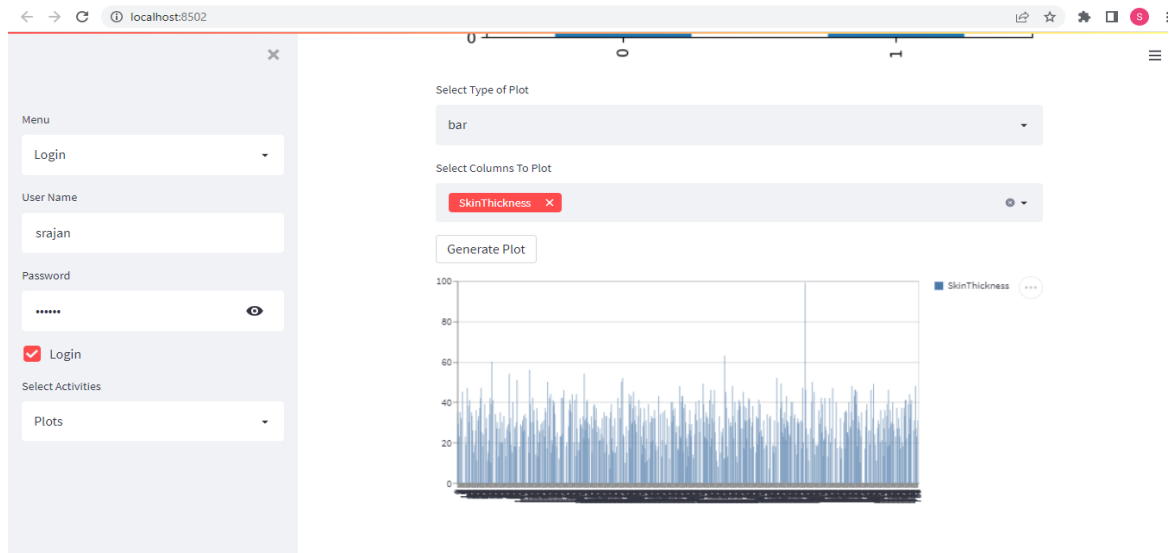 localhost:8502
S
0
0
1
Menu
Login
User Name
srajan
Password
Login
Select Activities
Plots
Select Type of Plot
bar
Select Columns To Plot
SkinThickness
Generate Plot
100
80
60
40
20
0
SkinThickness